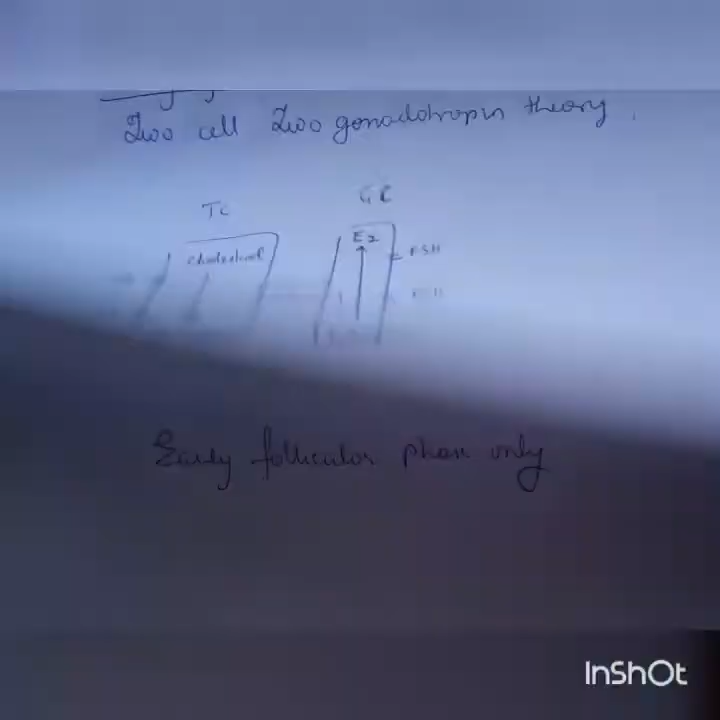 Two cell Two gonadotropin theory.
TC
GC
Cholesterol
E2
FSH
Early follicular phase only
InShOt